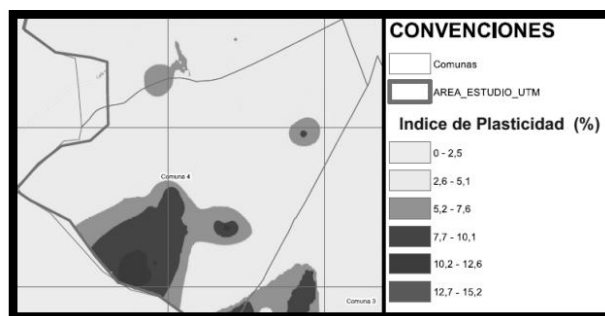 CONVENCIONES
Comunas
AREA_ESTUDIO_UTM
Indice de Plasticidad (%)
0 - 2,5
2,6 - 5,1
5,2 - 7,6
7,7 - 10,1
10,2 - 12,6
12,7 - 15,2
Comuna 4
Comuna 3